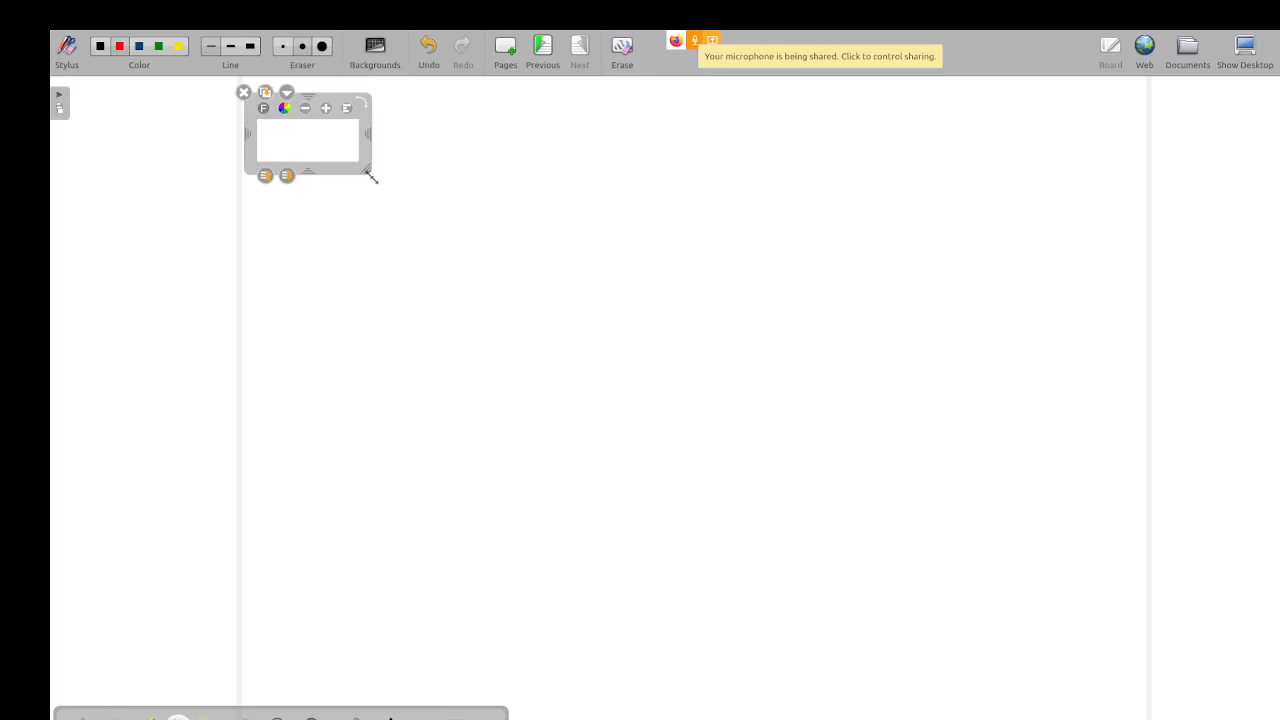 Stylus
Color
Line
Eraser
Backgrounds
Undo
Redo
Pages
Previous
Next
Erase
Your microphone is being shared. Click to control sharing.
Board
Web
Documents
Show Desktop
F